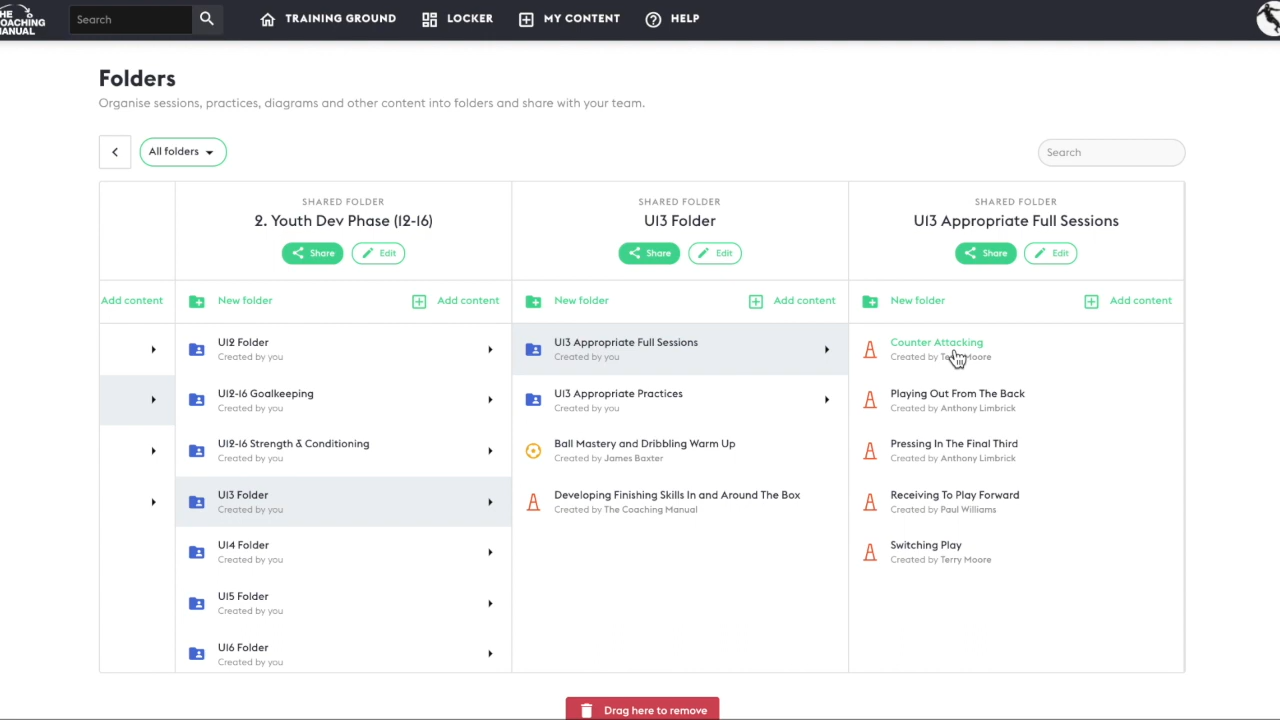 THE
COACHING
MANUAL
Search
TRAINING GROUND
LOCKER
MY CONTENT
HELP
Folders
Organise sessions, practices, diagrams and other content into folders and share with your team.
All folders
Search
Add content
SHARED FOLDER
2. Youth Dev Phase (12-16)
Share
Edit
New folder
Add content
U12 Folder
Created by you
U12-16 Goalkeeping
Created by you
U12-16 Strength & Conditioning
Created by you
U13 Folder
Created by you
U14 Folder
Created by you
U15 Folder
Created by you
U16 Folder
Created by you
SHARED FOLDER
U13 Folder
Share
Edit
New folder
Add content
U13 Appropriate Full Sessions
Created by you
U13 Appropriate Practices
Created by you
Ball Mastery and Dribbling Warm Up
Created by James Baxter
Developing Finishing Skills In and Around The Box
Created by The Coaching Manual
SHARED FOLDER
U13 Appropriate Full Sessions
Share
Edit
New folder
Add content
Counter Attacking
Created by Terry Moore
Playing Out From The Back
Created by Anthony Limbrick
Pressing In The Final Third
Created by Anthony Limbrick
Receiving To Play Forward
Created by Paul Williams
Switching Play
Created by Terry Moore
Drag here to remove